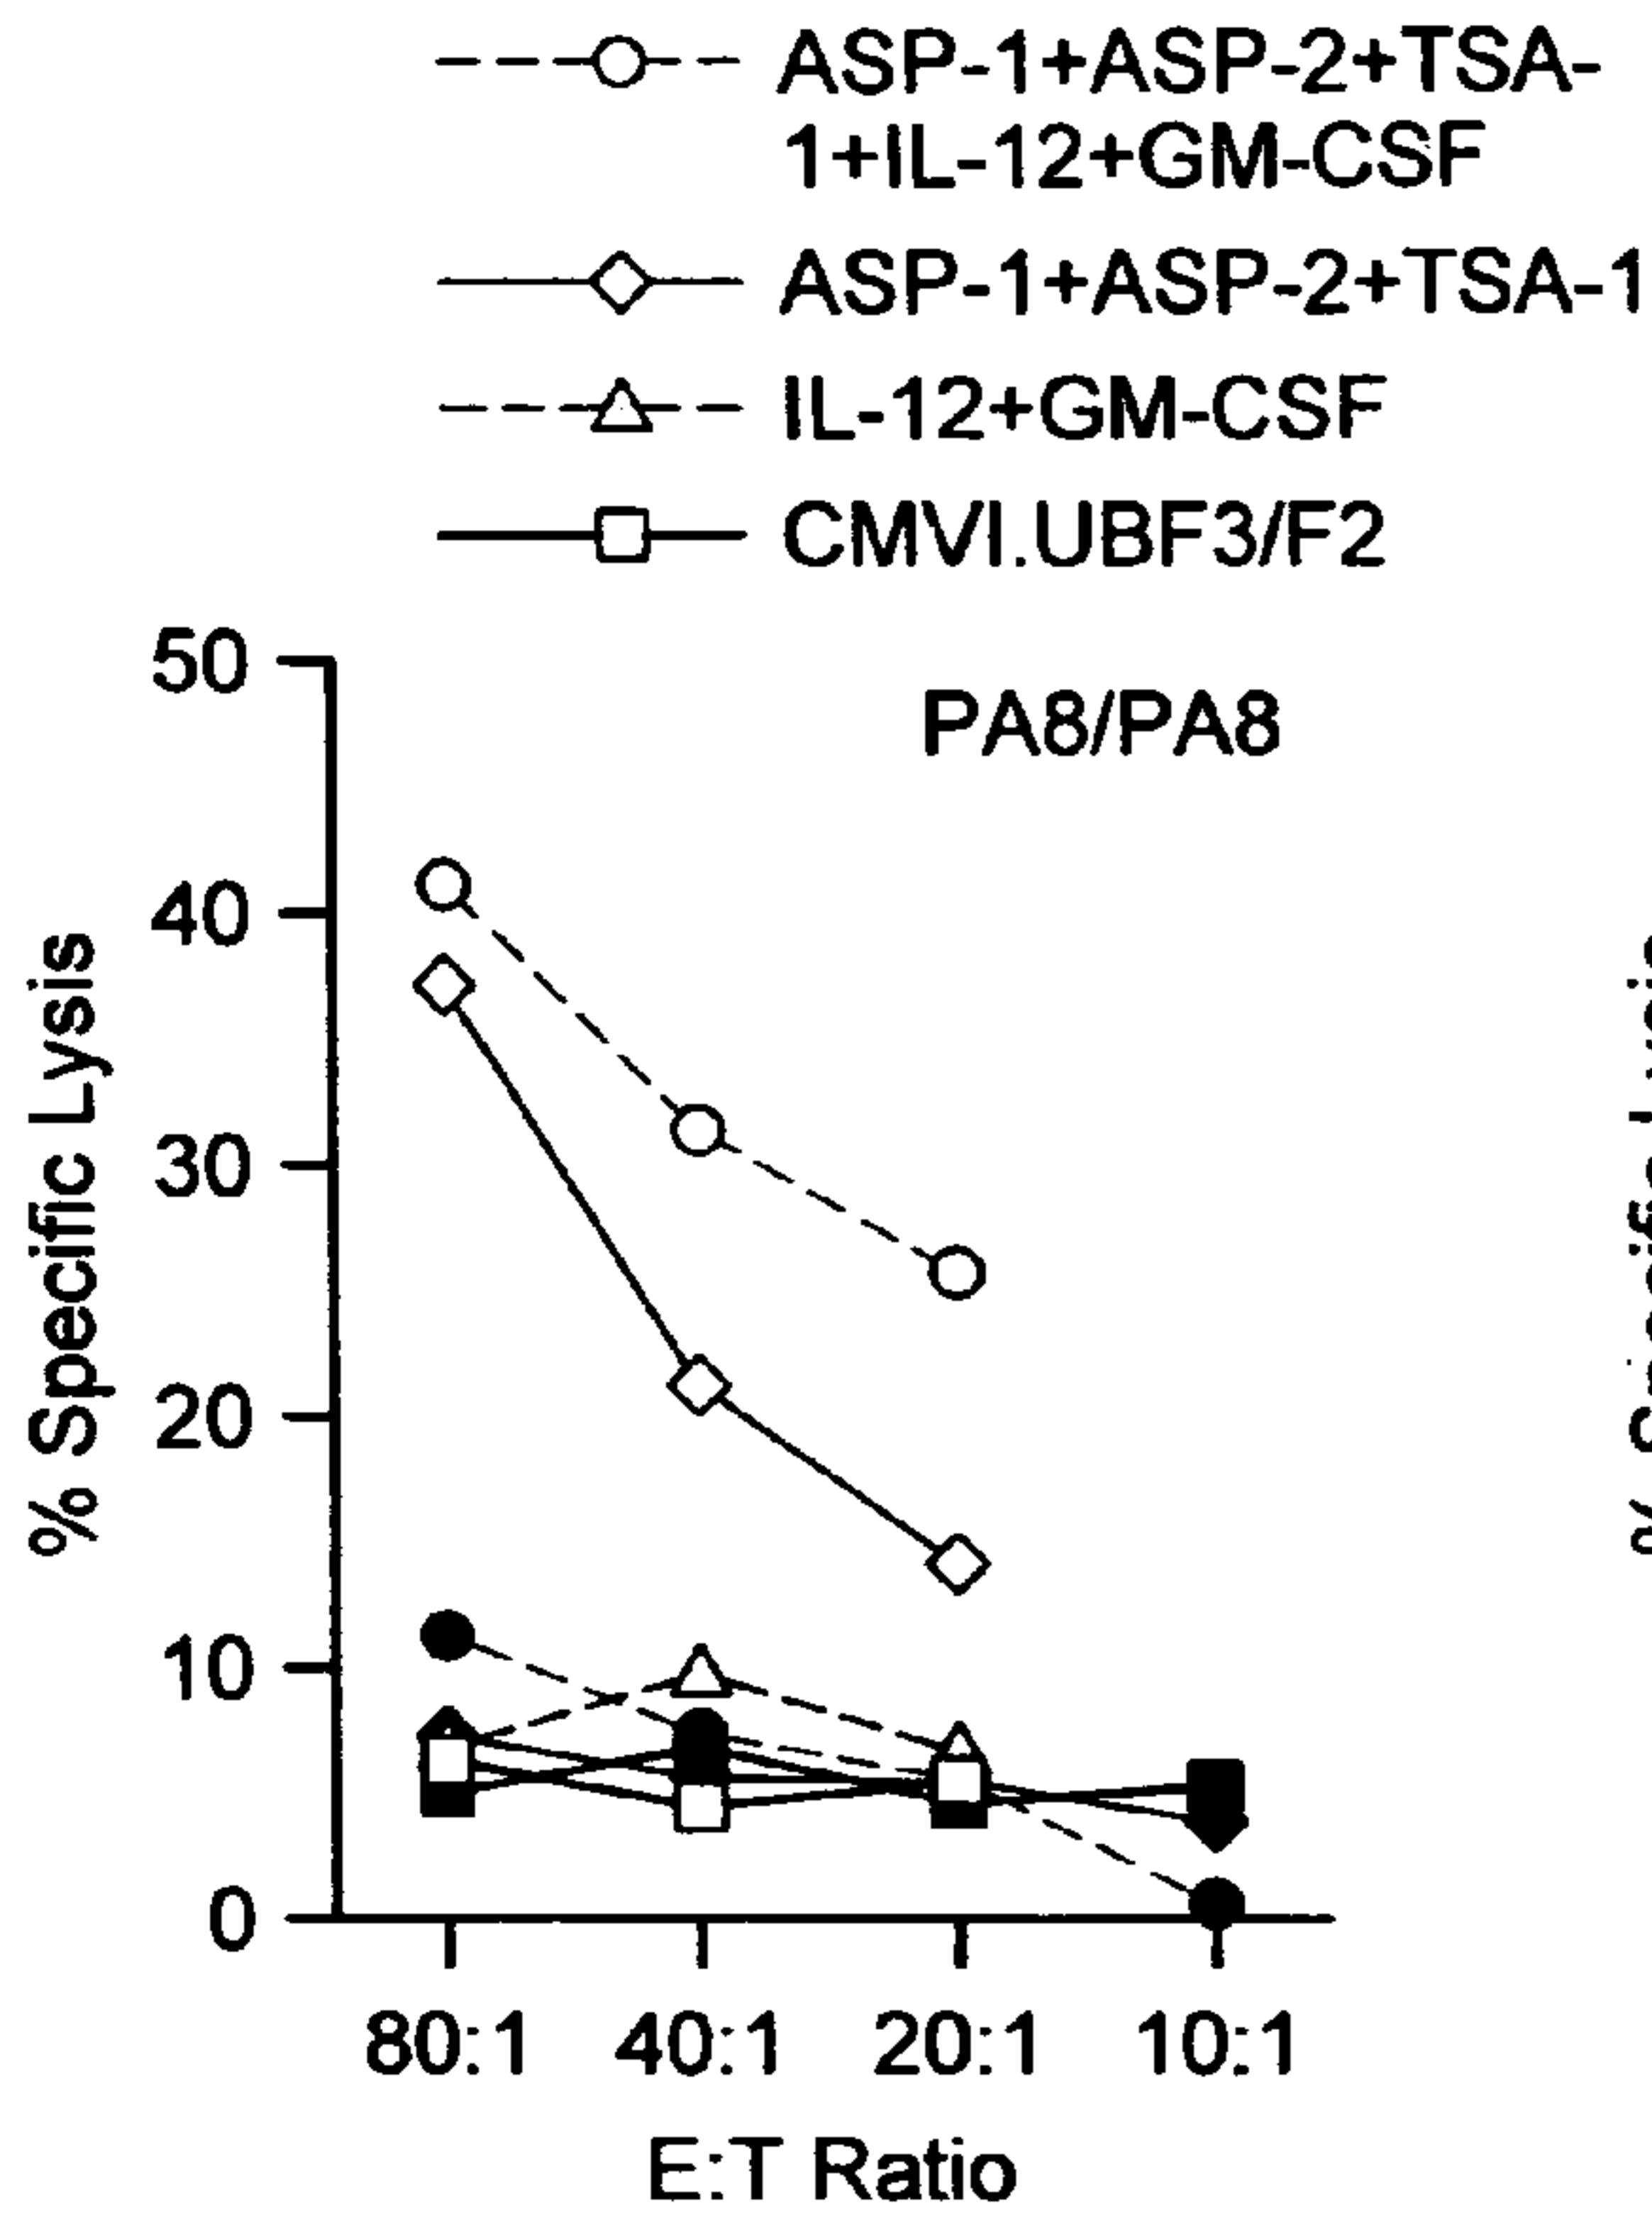 ASP-1+ASP-2+TSA-
1+IL-12+GM-CSF
ASP-1+ASP-2+TSA-1
IL-12+GM-CSF
CMVI.UBF3/F2
PA8/PA8
% Specific Lysis
50
40
30
20
10
0
80:1 40:1 20:1 10:1
E:T Ratio